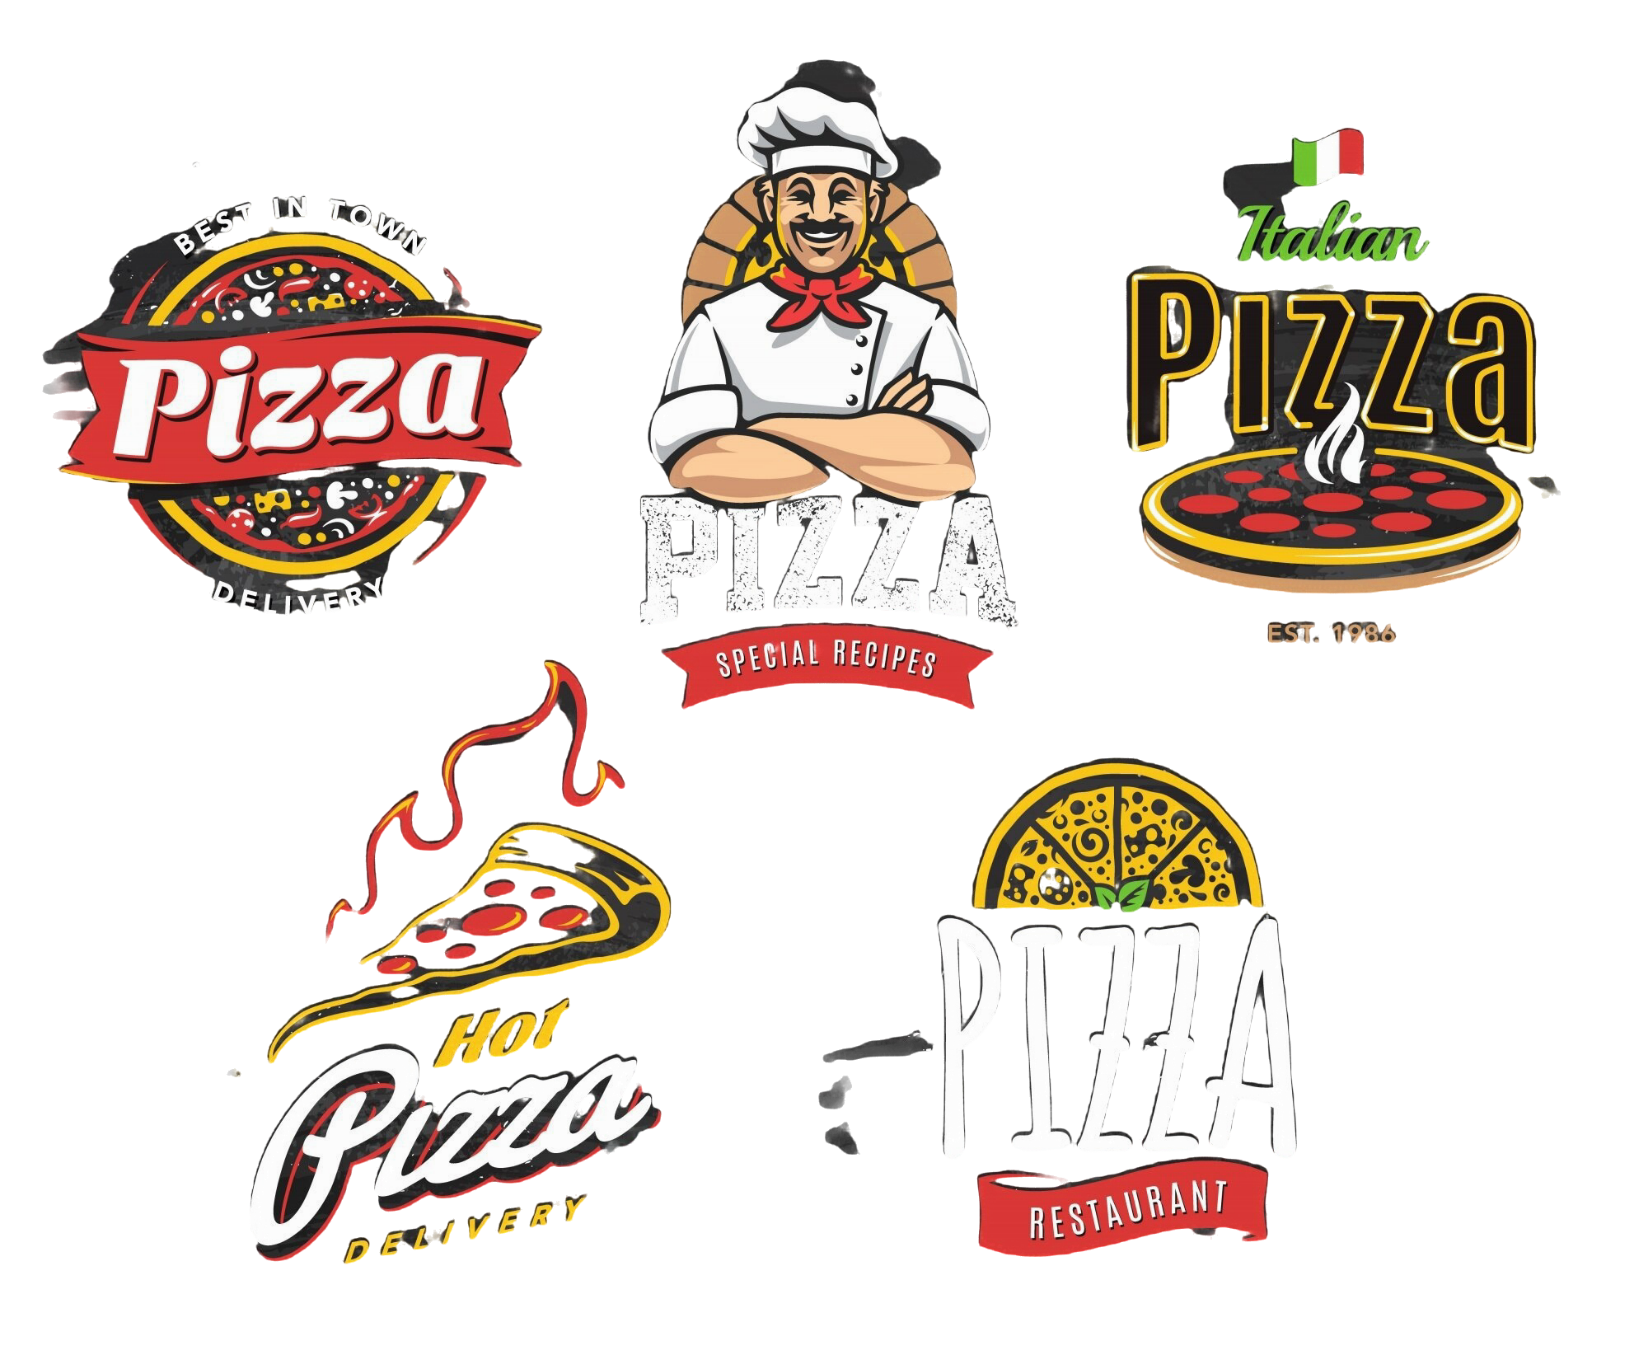 BEST IN TOWN
Pizza
DELIVERY
PIZZA
SPECIAL RECIPES
Italian
Pizza
EST. 1986
Hot
Pizza
DELIVERY
PIZZA
RESTAURANT